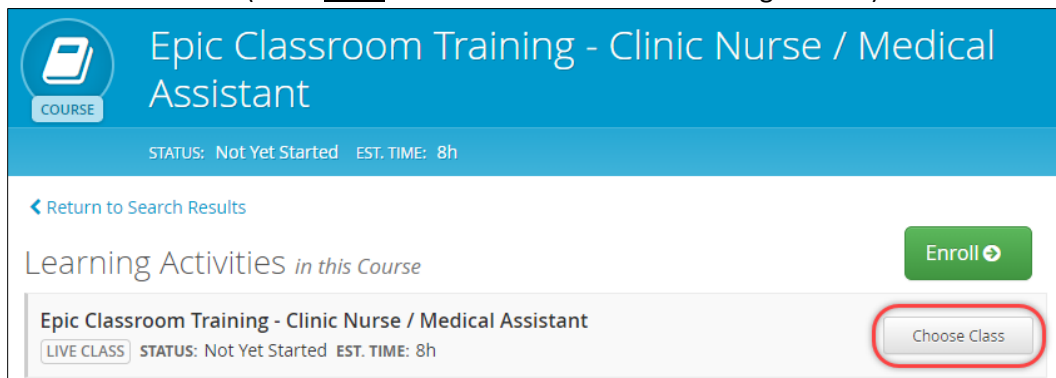 Epic Classroom Training - Clinic Nurse / Medical
Assistant
COURSE
STATUS: Not Yet Started EST. TIME: 8h
Return to Search Results
Learning Activities in this Course
Enroll
Epic Classroom Training - Clinic Nurse / Medical Assistant
LIVE CLASS STATUS: Not Yet Started EST. TIME: 8h
Choose Class